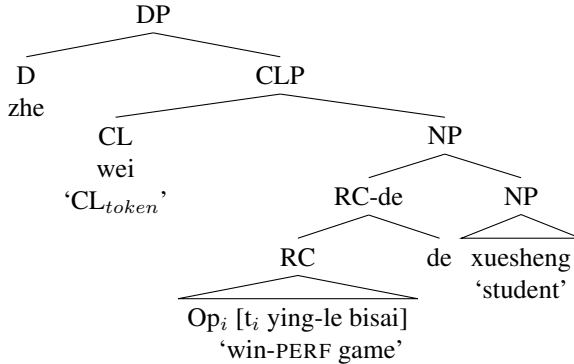 DP
D CLP
zhe
CL NP
wei
‘CL_token’ RC-de NP
RC de xuesheng
‘student’
Op_i [t_i ying-le bisai]
‘win-PERF game’